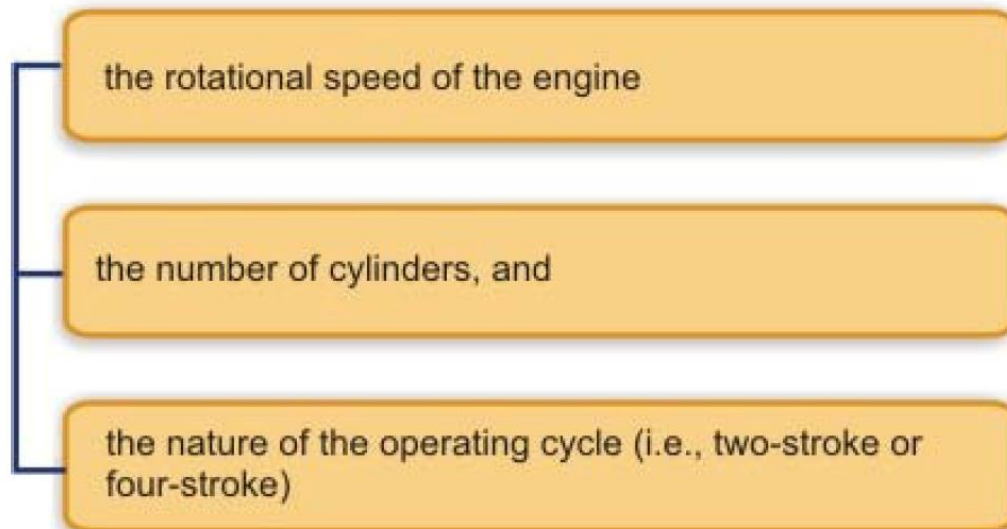 the rotational speed of the engine
the number of cylinders, and
the nature of the operating cycle (i.e., two-stroke or
four-stroke)